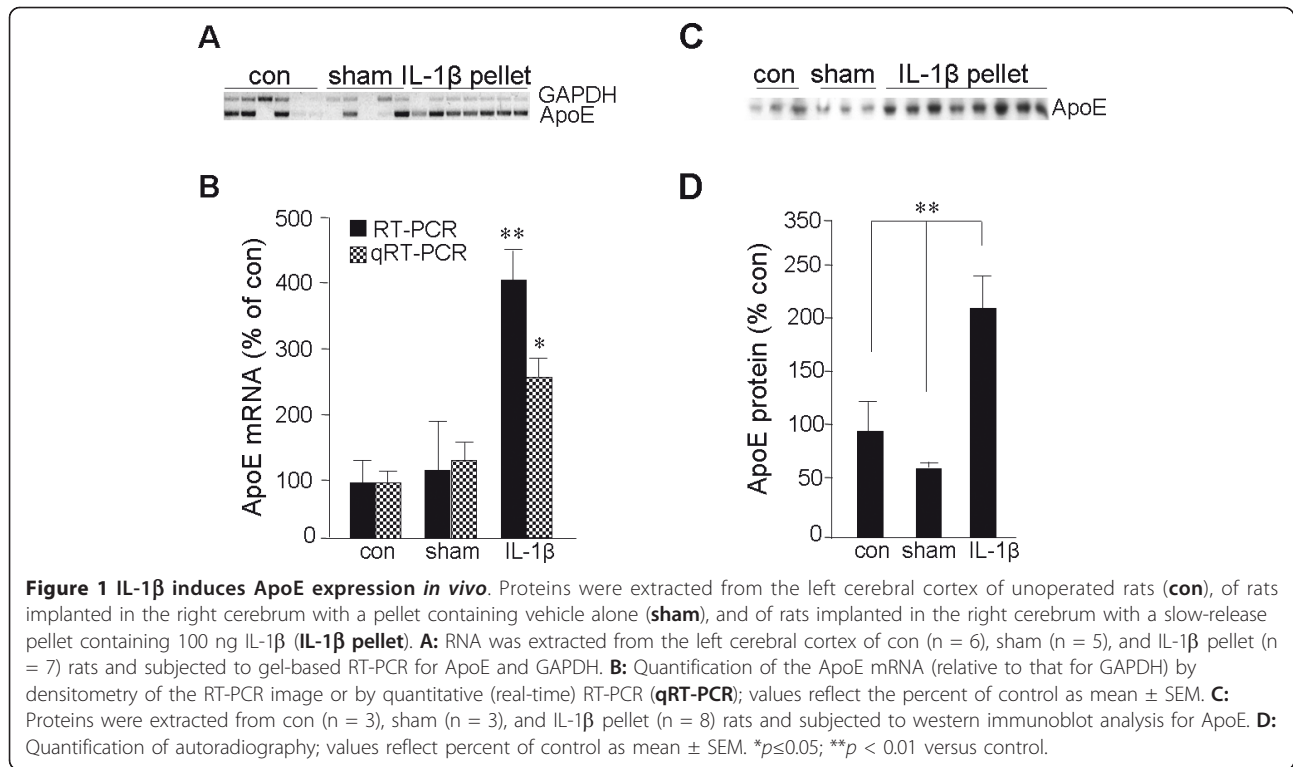 A
con sham IL-1β pellet
GAPDH
ApoE
C
con sham IL-1β pellet
ApoE
B
ApoE mRNA (% of con)
500
400
300
200
100
0
RT-PCR
qRT-PCR
**
*
con sham IL-1β
D
ApoE protein (% con)
350
250
200
150
100
50
0
**
con sham IL-1β
Figure 1 IL-1β induces ApoE expression in vivo. Proteins were extracted from the left cerebral cortex of unoperated rats (con), of rats
implanted in the right cerebrum with a pellet containing vehicle alone (sham), and of rats implanted in the right cerebrum with a slow-release
pellet containing 100 ng IL-1β (IL-1β pellet). A: RNA was extracted from the left cerebral cortex of con (n = 6), sham (n = 5), and IL-1β pellet (n
= 7) rats and subjected to gel-based RT-PCR for ApoE and GAPDH. B: Quantification of the ApoE mRNA (relative to that for GAPDH) by
densitometry of the RT-PCR image or by quantitative (real-time) RT-PCR (qRT-PCR); values reflect the percent of control as mean ± SEM. C:
Proteins were extracted from con (n = 3), sham (n = 3), and IL-1β pellet (n = 8) rats and subjected to western immunoblot analysis for ApoE. D:
Quantification of autoradiography; values reflect percent of control as mean ± SEM. *p≤0.05; **p < 0.01 versus control.